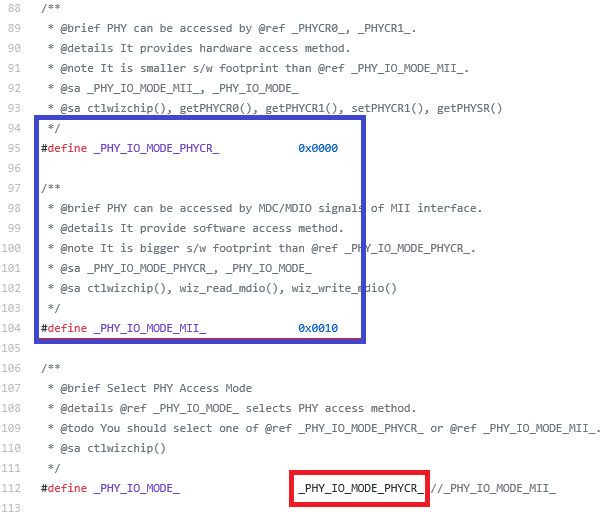 88 /**
89 * @brief PHY can be accessed by @ref _PHYCR0_, _PHYCR1_.
90 * @details It provides hardware access method.
91 * @note It is smaller s/w footprint than @ref _PHY_IO_MODE_MII_.
92 * @sa _PHY_IO_MODE_MII_, _PHY_IO_MODE_
93 * @sa ctlwizchip(), getPHYCR0(), getPHYCR1(), setPHYCR1(), getPHYSR()
94 */
95 #define _PHY_IO_MODE_PHYCR_ 0x0000
96
97 /**
98 * @brief PHY can be accessed by MDC/MDIO signals of MII interface.
99 * @details It provide software access method.
100 * @note It is bigger s/w footprint than @ref _PHY_IO_MODE_PHYCR_.
101 * @sa _PHY_IO_MODE_PHYCR_, _PHY_IO_MODE_
102 * @sa ctlwizchip(), wiz_read_mdio(), wiz_write_mdio()
103 */
104 #define _PHY_IO_MODE_MII_ 0x0010
105
106 /**
107 * @brief Select PHY Access Mode
108 * @details @ref _PHY_IO_MODE_ selects PHY access method.
109 * @todo You should select one of @ref _PHY_IO_MODE_PHYCR_ or @ref _PHY_IO_MODE_MII_.
110 * @sa ctlwizchip()
111 */
112 #define _PHY_IO_MODE_ _PHY_IO_MODE_PHYCR_ //_PHY_IO_MODE_MII_
113